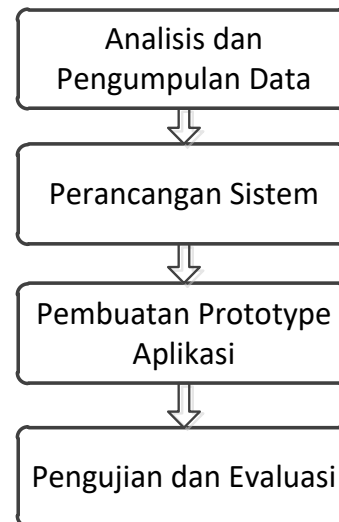 Analisis dan
Pengumpulan Data
Perancangan Sistem
Pembuatan Prototype
Aplikasi
Pengujian dan Evaluasi